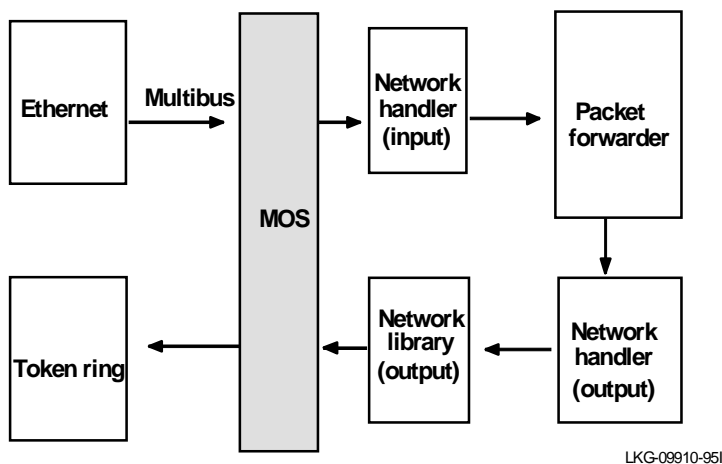 Ethernet
Multibus
MOS
Network
handler
(input)
Packet
forwarder
Network
handler
(output)
Network
library
(output)
Token ring
LKG-09910-95I